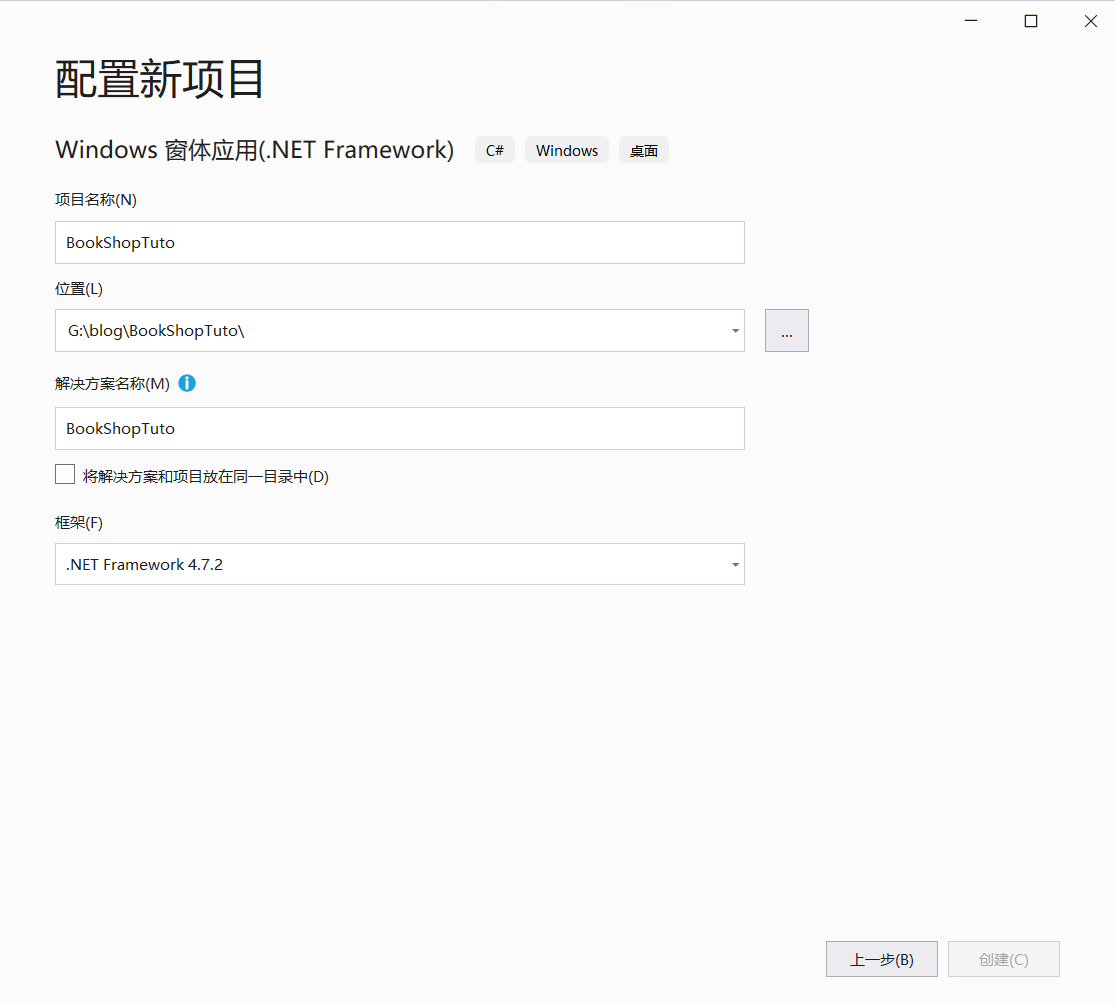 配置新项目
Windows 窗体应用(.NET Framework) C# Windows 桌面
项目名称(N)
BookShopTuto
位置(L)
G:\blog\BookShopTuto\
...
解决方案名称(M)
BookShopTuto
将解决方案和项目放在同一目录中(D)
框架(F)
.NET Framework 4.7.2
上一步(B) 创建(C)